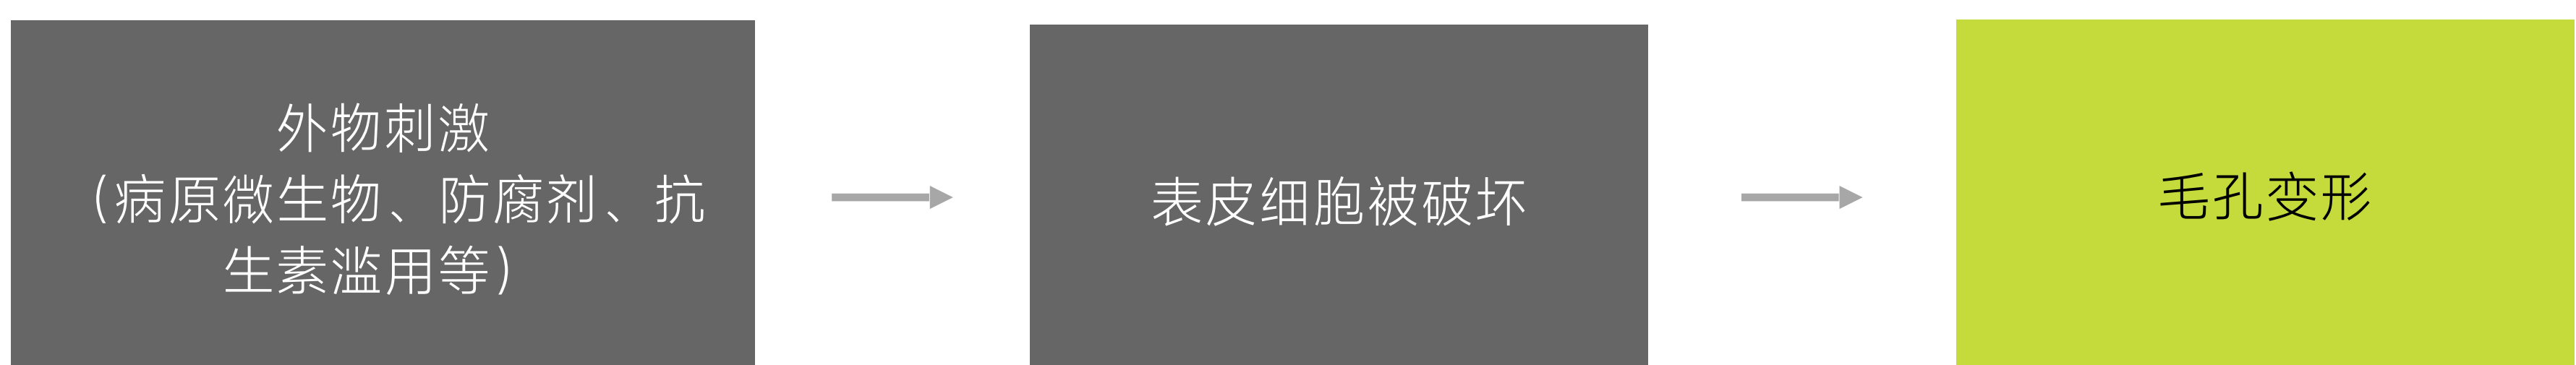 外物刺激
（病原微生物、防腐剂、抗
生素滥用等）
表皮细胞被破坏
毛孔变形